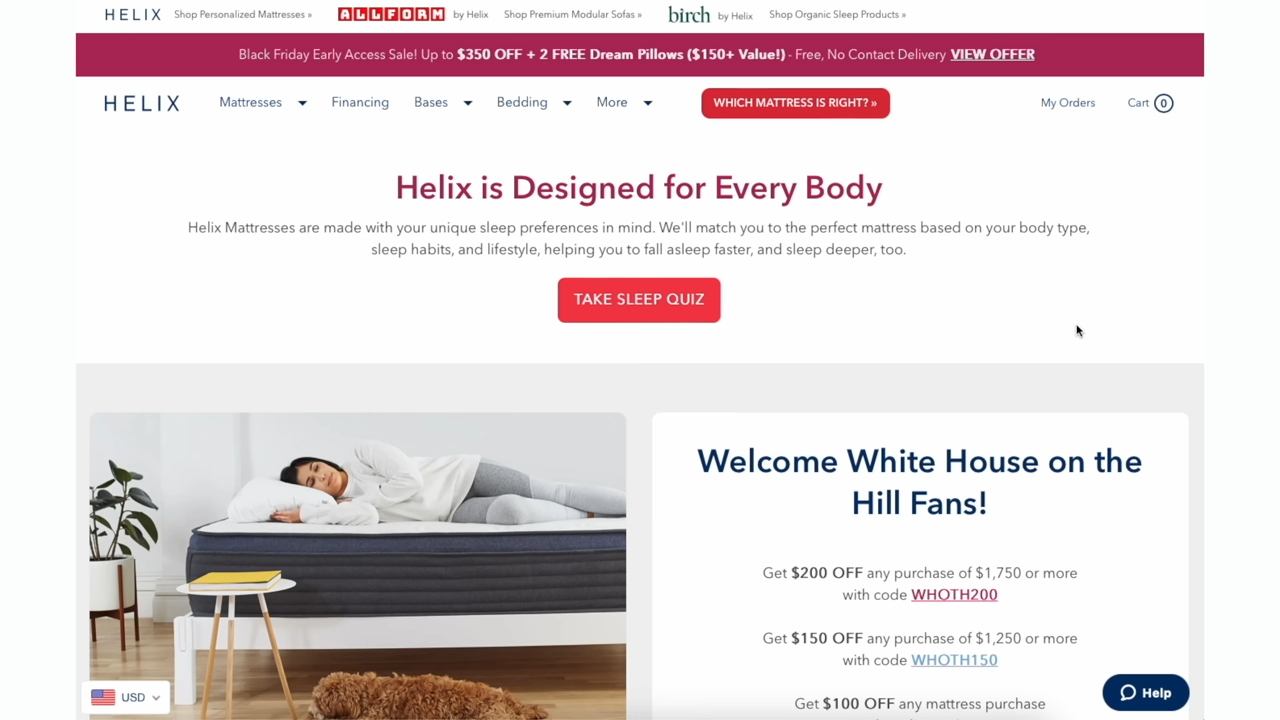 HELIX Shop Personalized Mattresses » ALLFORM by Helix Shop Premium Modular Sofas » birch by Helix Shop Organic Sleep Products »
Black Friday Early Access Sale! Up to $350 OFF + 2 FREE Dream Pillows ($150+ Value!) - Free, No Contact Delivery VIEW OFFER
HELIX Mattresses Financing Bases Bedding More WHICH MATTRESS IS RIGHT? » My Orders Cart 0
Helix is Designed for Every Body
Helix Mattresses are made with your unique sleep preferences in mind. We'll match you to the perfect mattress based on your body type,
sleep habits, and lifestyle, helping you to fall asleep faster, and sleep deeper, too.
TAKE SLEEP QUIZ
Welcome White House on the
Hill Fans!
Get $200 OFF any purchase of $1,750 or more
with code WHOTH200
Get $150 OFF any purchase of $1,250 or more
with code WHOTH150
Get $100 OFF any mattress purchase
USD
Help